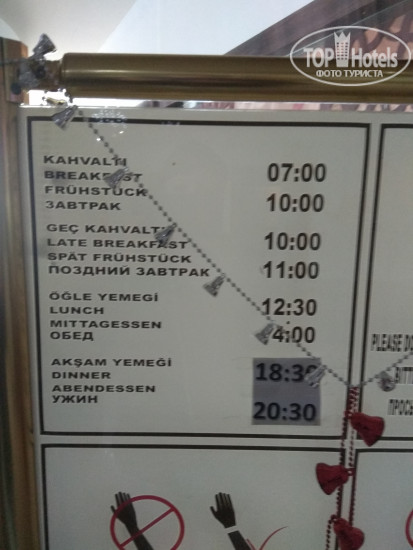 TOP Hotels
ФОТО ТУРИСТА
KAHVALTI
BREAKFAST
FRÜHSTÜCK
ЗАВТРАК
07:00
10:00
GEÇ KAHVALTI
LATE BREAKFAST
SPÄT FRÜHSTÜCK
ПОЗДНИЙ ЗАВТРАК
10:00
11:00
ÖĞLE YEMEĞİ
LUNCH
MITTAGESSEN
ОБЕД
12:30
4:00
AKŞAM YEMEĞİ
DINNER
ABENDESSEN
УЖИН
18:30
20:30
PLEASE DO